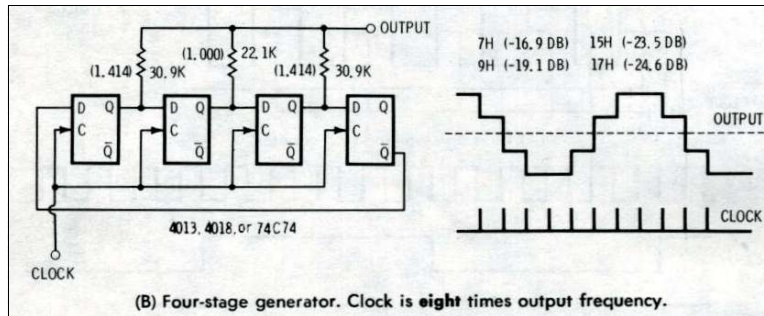 OUTPUT
(1,000) 22.1K
(1,414) 30.9K
(1,414) 30.9K
D Q
C
Q
D Q
C
Q
D Q
C
Q
D Q
C
Q
4013, 4018, or 74C74
CLOCK
7H (-16.9 DB) 15H (-23.5 DB)
9H (-19.1 DB) 17H (-24.6 DB)
OUTPUT
CLOCK
(B) Four-stage generator. Clock is eight times output frequency.